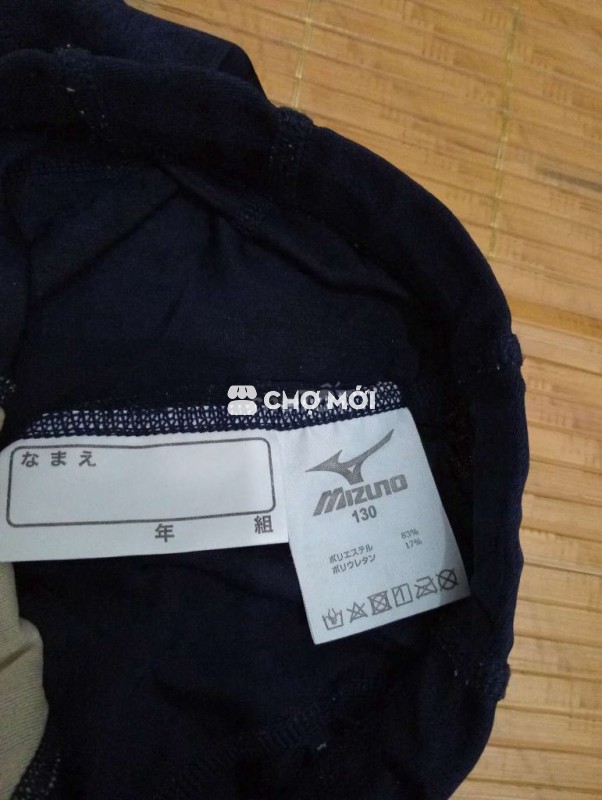 CHỢ MỚI
なまえ
年 組
MIZUNO
130
ポリエステル 83%
ポリウレタン 17%